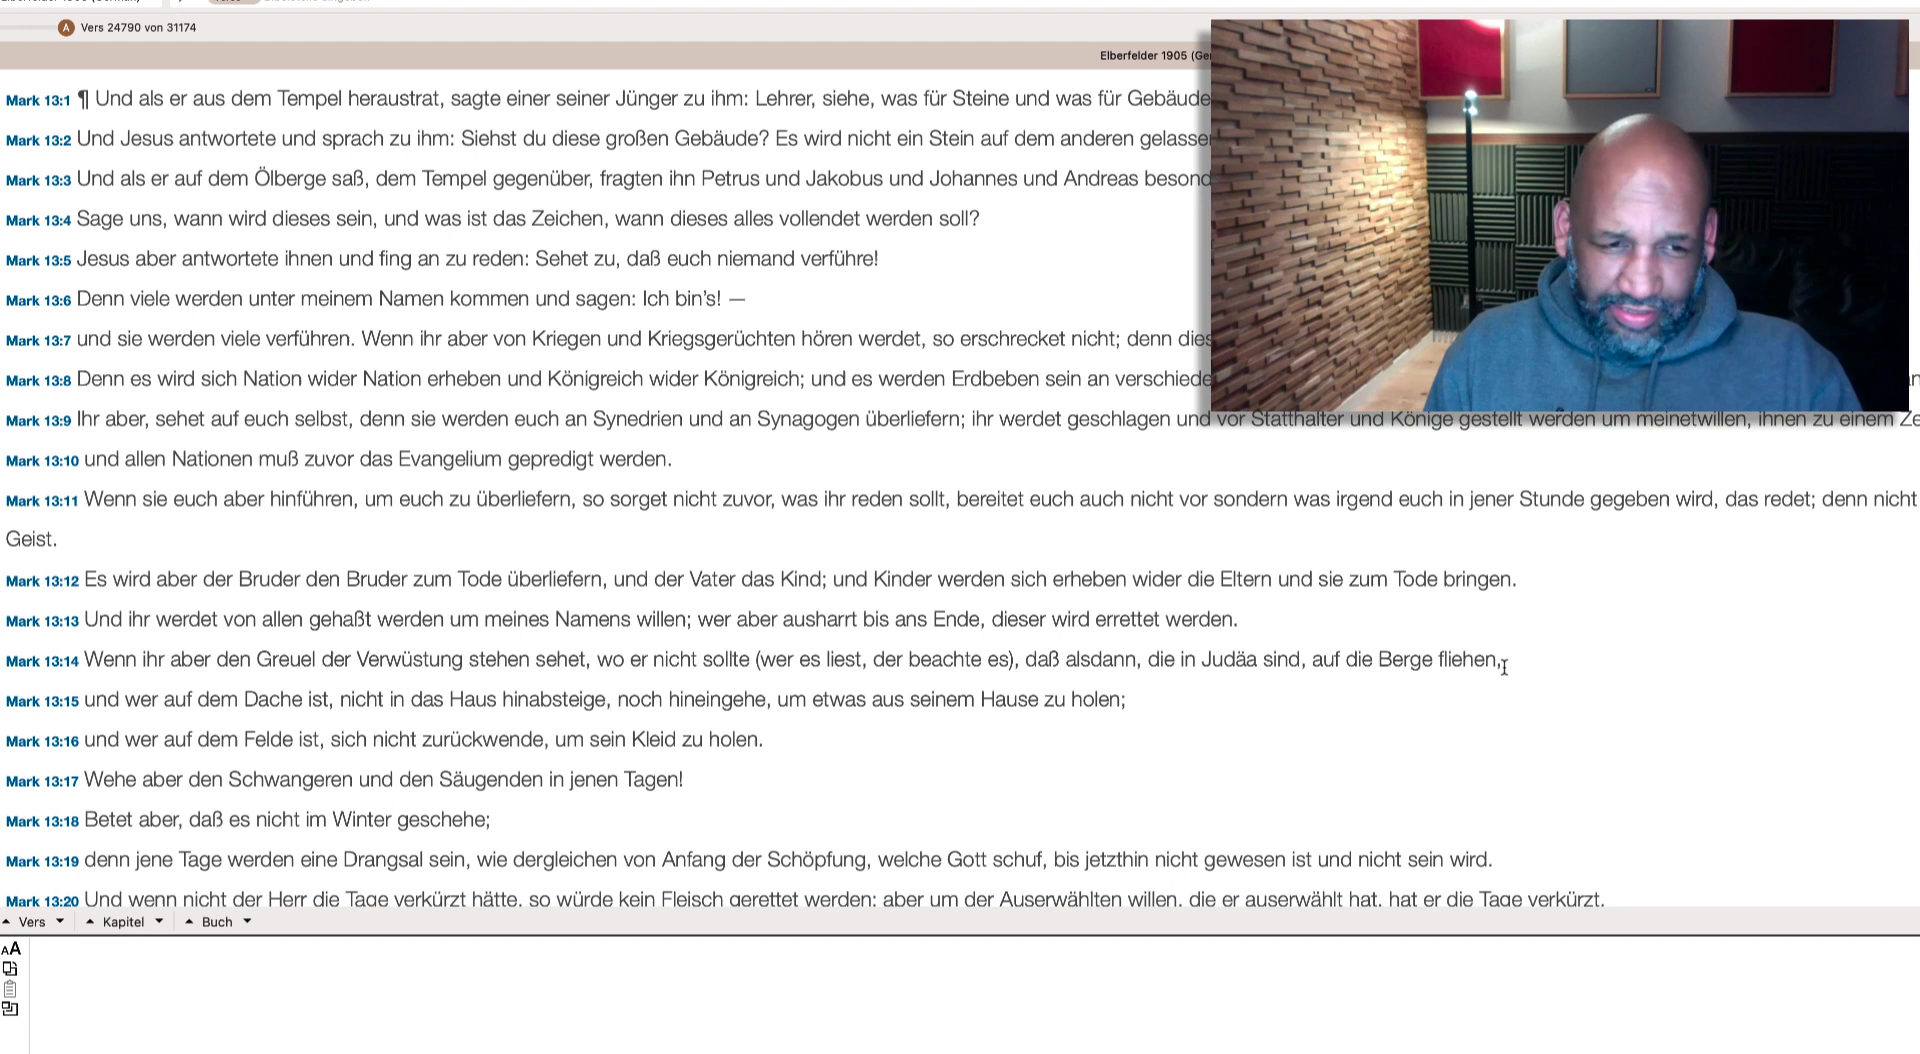 Vers 24790 von 31174
Elberfelder 1905 (Ge
Mark 13:1 ¶ Und als er aus dem Tempel heraustrat, sagte einer seiner Jünger zu ihm: Lehrer, siehe, was für Steine und was für Gebäude
Mark 13:2 Und Jesus antwortete und sprach zu ihm: Siehst du diese großen Gebäude? Es wird nicht ein Stein auf dem anderen gelasse
Mark 13:3 Und als er auf dem Ölberge saß, dem Tempel gegenüber, fragten ihn Petrus und Jakobus und Johannes und Andreas besond
Mark 13:4 Sage uns, wann wird dieses sein, und was ist das Zeichen, wann dieses alles vollendet werden soll?
Mark 13:5 Jesus aber antwortete ihnen und fing an zu reden: Sehet zu, daß euch niemand verführe!
Mark 13:6 Denn viele werden unter meinem Namen kommen und sagen: Ich bin's! —
Mark 13:7 und sie werden viele verführen. Wenn ihr aber von Kriegen und Kriegsgerüchten hören werdet, so erschrecket nicht; denn dies
Mark 13:8 Denn es wird sich Nation wider Nation erheben und Königreich wider Königreich; und es werden Erdbeben sein an verschiede
Mark 13:9 Ihr aber, sehet auf euch selbst, denn sie werden euch an Synedrien und an Synagogen überliefern; ihr werdet geschlagen und vor Statthalter und Könige gestellt werden um meinetwillen, ihnen zu einem Ze
Mark 13:10 und allen Nationen muß zuvor das Evangelium gepredigt werden.
Mark 13:11 Wenn sie euch aber hinführen, um euch zu überliefern, so sorget nicht zuvor, was ihr reden sollt, bereitet euch auch nicht vor sondern was irgend euch in jener Stunde gegeben wird, das redet; denn nicht
Geist.
Mark 13:12 Es wird aber der Bruder den Bruder zum Tode überliefern, und der Vater das Kind; und Kinder werden sich erheben wider die Eltern und sie zum Tode bringen.
Mark 13:13 Und ihr werdet von allen gehaßt werden um meines Namens willen; wer aber ausharrt bis ans Ende, dieser wird errettet werden.
Mark 13:14 Wenn ihr aber den Greuel der Verwüstung stehen sehet, wo er nicht sollte (wer es liest, der beachte es), daß alsdann, die in Judäa sind, auf die Berge fliehen,
Mark 13:15 und wer auf dem Dache ist, nicht in das Haus hinabsteige, noch hineingehe, um etwas aus seinem Hause zu holen;
Mark 13:16 und wer auf dem Felde ist, sich nicht zurückwende, um sein Kleid zu holen.
Mark 13:17 Wehe aber den Schwangeren und den Säugenden in jenen Tagen!
Mark 13:18 Betet aber, daß es nicht im Winter geschehe;
Mark 13:19 denn jene Tage werden eine Drangsal sein, wie dergleichen von Anfang der Schöpfung, welche Gott schuf, bis jetzthin nicht gewesen ist und nicht sein wird.
Mark 13:20 Und wenn nicht der Herr die Tage verkürzt hätte, so würde kein Fleisch gerettet werden; aber um der Auserwählten willen, die er auserwählt hat, hat er die Tage verkürzt.
Vers Kapitel Buch
AA